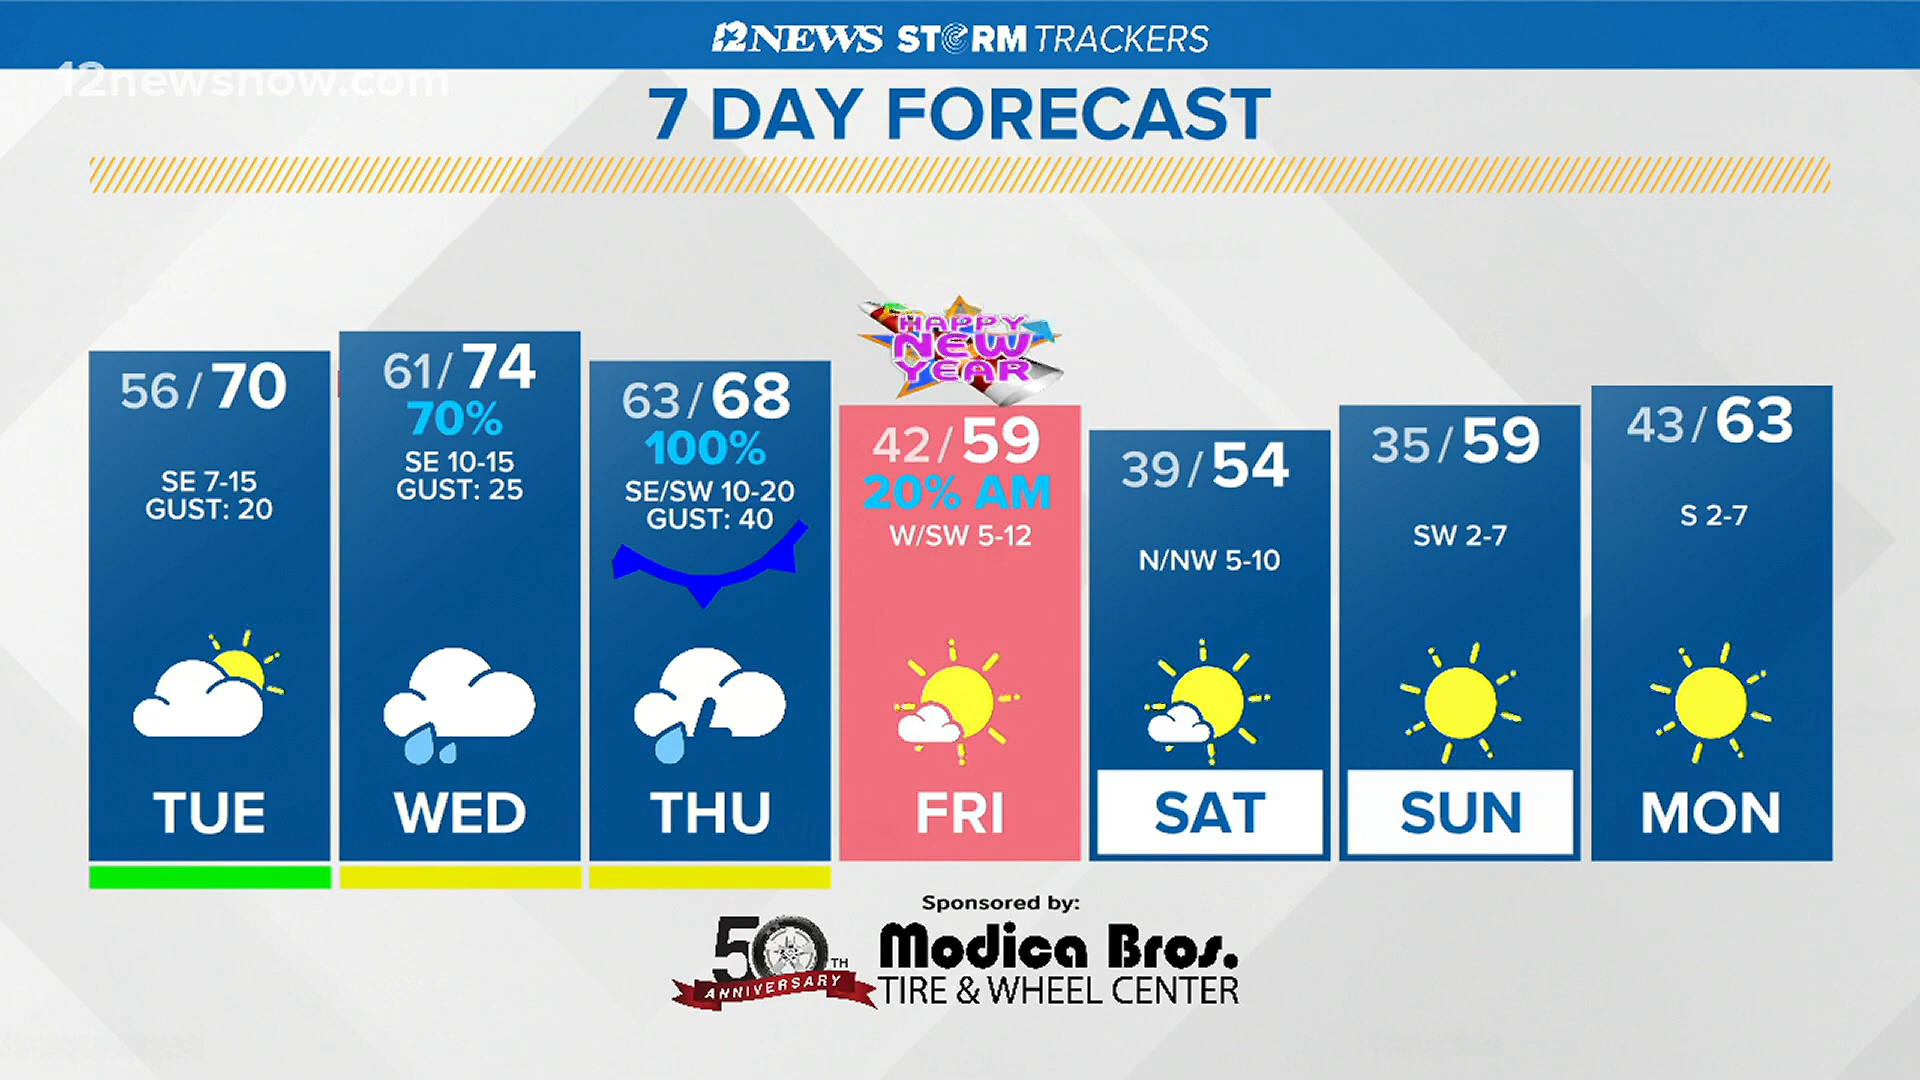 12NEWS STORM TRACKERS
12newsnow.com
7 DAY FORECAST
56/70
SE 7-15
GUST: 20
TUE
61/74
70%
SE 10-15
GUST: 25
WED
63/68
100%
SE/SW 10-20
GUST: 40
THU
HAPPY
NEW
YEAR
42/59
20% AM
W/SW 5-12
FRI
39/54
N/NW 5-10
SAT
35/59
SW 2-7
SUN
43/63
S 2-7
MON
Sponsored by:
50TH
ANNIVERSARY
Modica Bros.
TIRE & WHEEL CENTER